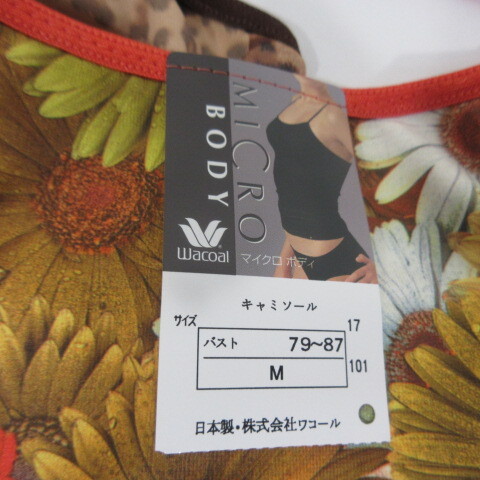 MICRO
BODY
Wacoal
マイクロ ボディ
キャミソール
サイズ
17
バスト 79~87
M
101
日本製・株式会社ワコール